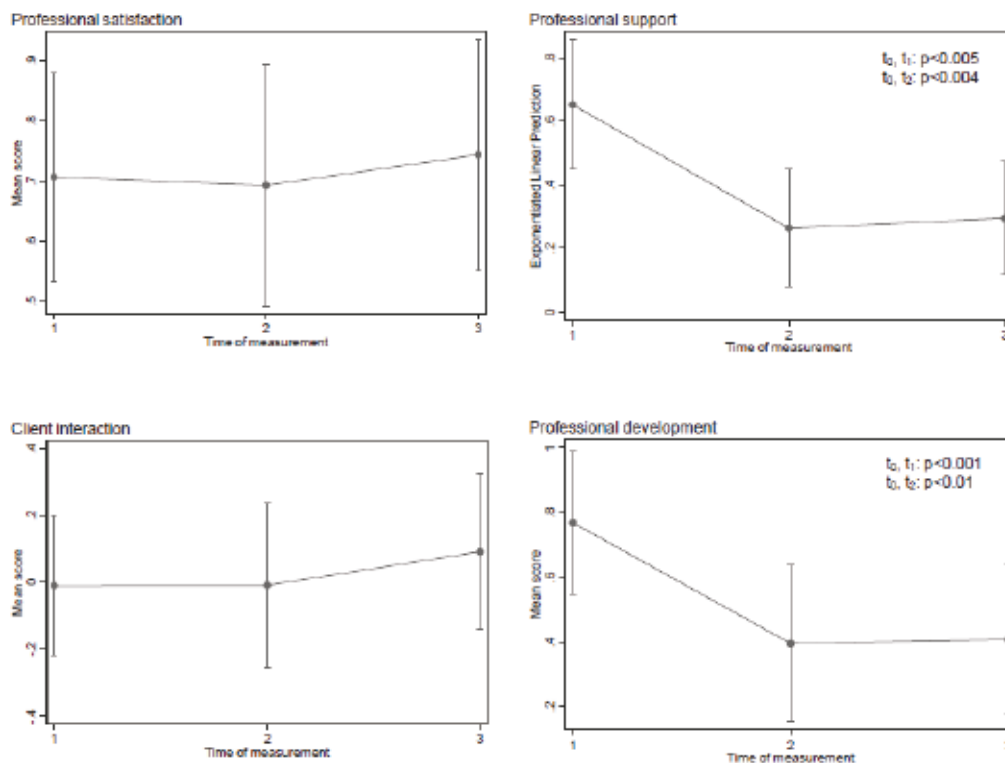 Professional satisfaction
Mean score
.9
.8
.7
.6
.5
1
2
3
Time of measurement
Professional support
t₀, t₁: p<0.005
t₀, t₂: p<0.004
Exponentiated Linear Prediction
.8
.6
.4
.2
0
1
2
Time of measurement
Client interaction
Mean score
.4
.2
0
-.2
-.4
1
2
3
Time of measurement
Professional development
t₀, t₁: p<0.001
t₀, t₂: p<0.01
Mean score
1
.8
.6
.4
.2
1
2
Time of measurement